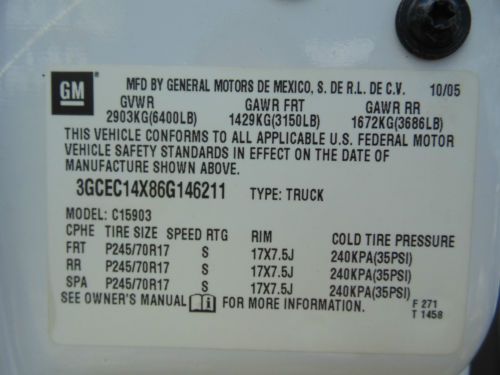 GM MFD BY GENERAL MOTORS DE MEXICO, S. DE R.L. DE C.V. 10/05
GVWR GAWR FRT GAWR RR
2903KG(6400LB) 1429KG(3150LB) 1672KG(3686LB)
THIS VEHICLE CONFORMS TO ALL APPLICABLE U.S. FEDERAL MOTOR
VEHICLE SAFETY STANDARDS IN EFFECT ON THE DATE OF
MANUFACTURE SHOWN ABOVE.
3GCEC14X86G146211 TYPE: TRUCK
MODEL: C15903
CPHE TIRE SIZE SPEED RTG RIM COLD TIRE PRESSURE
FRT P245/70R17 S 17X7.5J 240KPA(35PSI)
RR P245/70R17 S 17X7.5J 240KPA(35PSI)
SPA P245/70R17 S 17X7.5J 240KPA(35PSI)
SEE OWNER'S MANUAL FOR MORE INFORMATION.
F 271
T 1458